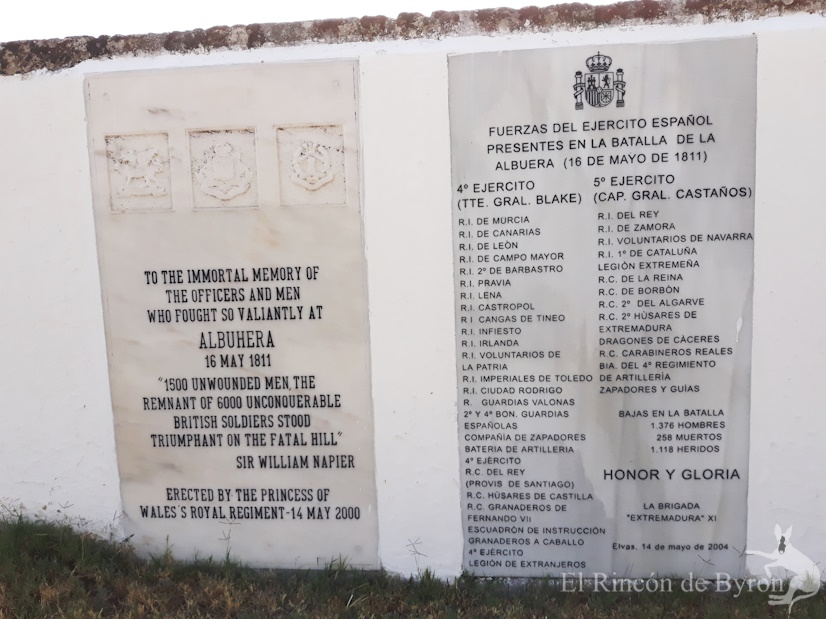 TO THE IMMORTAL MEMORY OF
THE OFFICERS AND MEN
WHO FOUGHT SO VALIANTLY AT
ALBUHERA
16 MAY 1811
"1500 UNWOUNDED MEN, THE
REMNANT OF 6000 UNCONQUERABLE
BRITISH SOLDIERS STOOD
TRIUMPHANT ON THE FATAL HILL"
SIR WILLIAM NAPIER
ERECTED BY THE PRINCESS OF
WALES'S ROYAL REGIMENT-14 MAY 2000
FUERZAS DEL EJERCITO ESPAÑOL
PRESENTES EN LA BATALLA DE LA
ALBUERA (16 DE MAYO DE 1811)
4º EJERCITO
(TTE. GRAL. BLAKE)
R.I. DE MURCIA
R.I. DE CANARIAS
R.I. DE LEÓN
R.I. DE CAMPO MAYOR
R.I. 2º DE BARBASTRO
R.I. PRAVIA
R.I. LENA
R.I. CASTROPOL
R.I. CANGAS DE TINEO
R.I. INFIESTO
R.I. IRLANDA
R.I. VOLUNTARIOS DE
LA PATRIA
R.I. IMPERIALES DE TOLEDO
R.I. CIUDAD RODRIGO
R. GUARDIAS VALONAS
2º Y 4º BON. GUARDIAS
ESPAÑOLAS
COMPAÑÍA DE ZAPADORES
BATERIA DE ARTILLERIA
4º EJÉRCITO
R.C. DEL REY
(PROVIS DE SANTIAGO)
R.C. HÚSARES DE CASTILLA
R.C. GRANADEROS DE
FERNANDO VII
ESCUADRÓN DE INSTRUCCIÓN
GRANADEROS A CABALLO
4º EJÉRCITO
LEGIÓN DE EXTRANJEROS
5º EJERCITO
(CAP. GRAL. CASTAÑOS)
R.I. DEL REY
R.I. DE ZAMORA
R.I. VOLUNTARIOS DE NAVARRA
R.I. 1º DE CATALUÑA
LEGIÓN EXTREMEÑA
R.C. DE LA REINA
R.C. DE BORBÓN
R.C. 2º DEL ALGARVE
R.C. 2º HÚSARES DE
EXTREMADURA
DRAGONES DE CÁCERES
R.C. CARABINEROS REALES
BIA. DEL 4º REGIMIENTO
DE ARTILLERÍA
ZAPADORES Y GUÍAS
BAJAS EN LA BATALLA
1.376 HOMBRES
258 MUERTOS
1.118 HERIDOS
HONOR Y GLORIA
LA BRIGADA
"EXTREMADURA" XI
Elvas, 14 de mayo de 2004
El Rincón de Byron